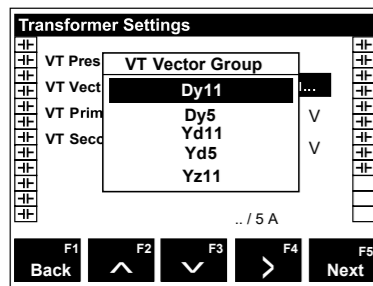 Transformer Settings
VT Pres
VT Vector Group
VT Vect
...
Dy11
Dy5
VT Prim
V
Yd11
VT Seco
Yd5
V
Yz11
.. / 5 A
F1 F2 F3 F4 F5
Back Next